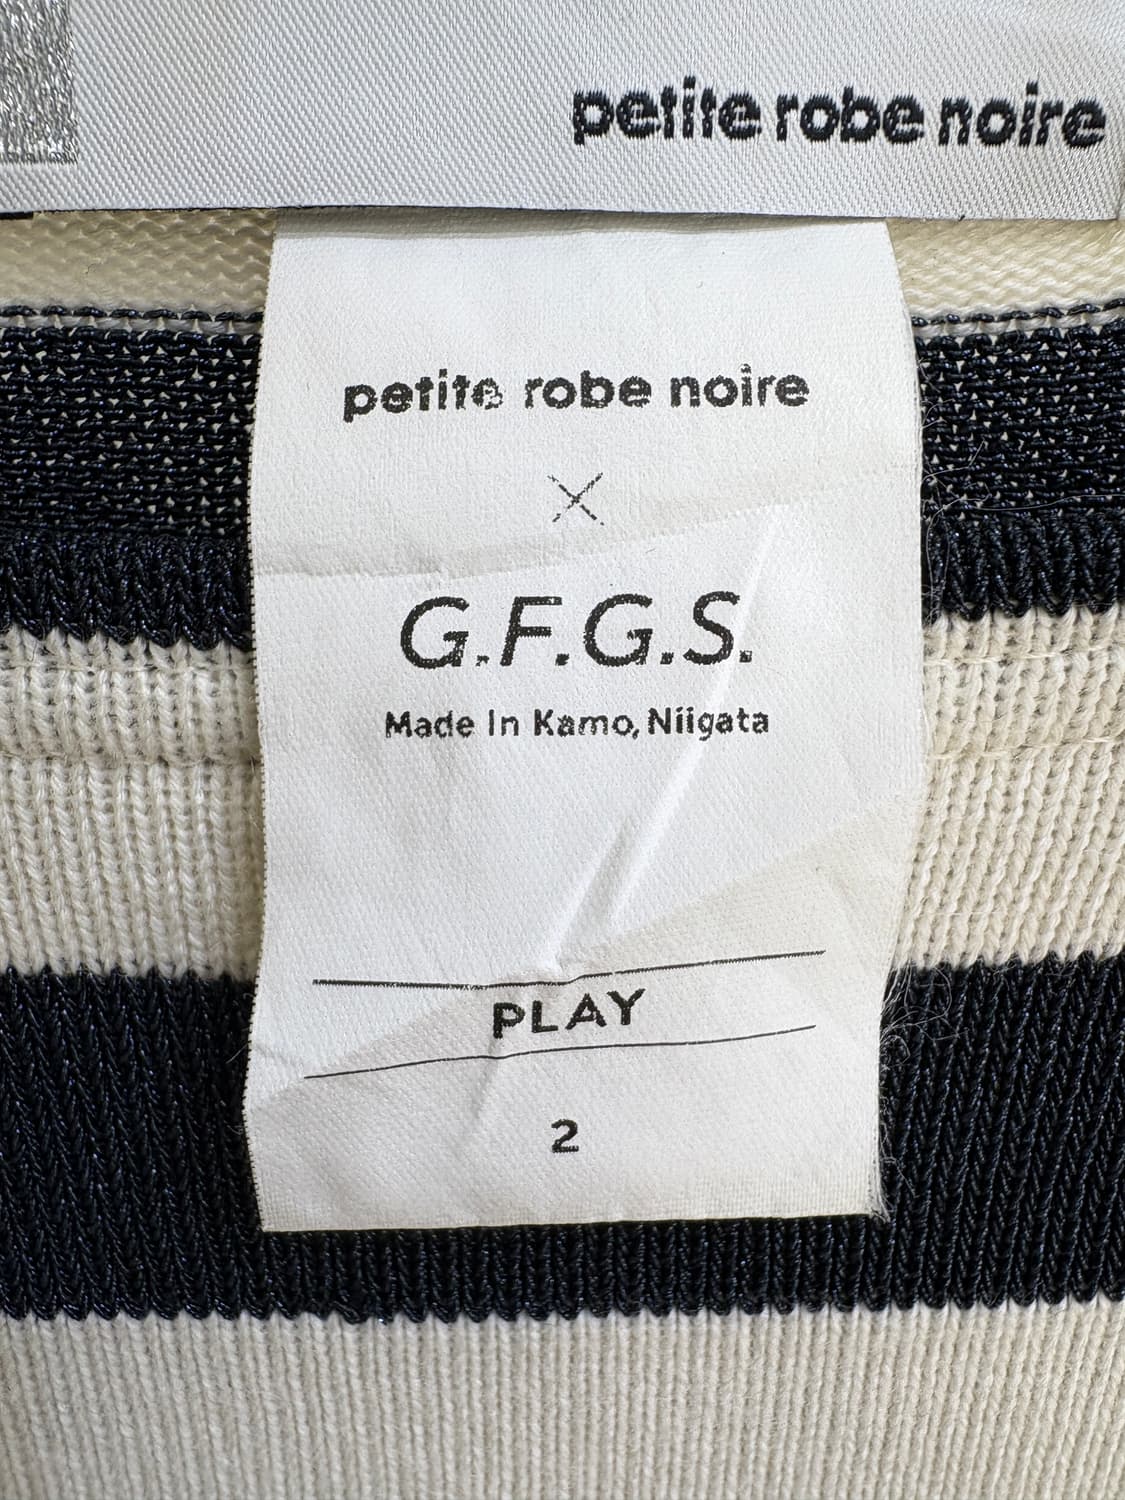 petite robe noire
petite robe noire
×
G.F.G.S.
Made In Kamo, Niigata
PLAY
2